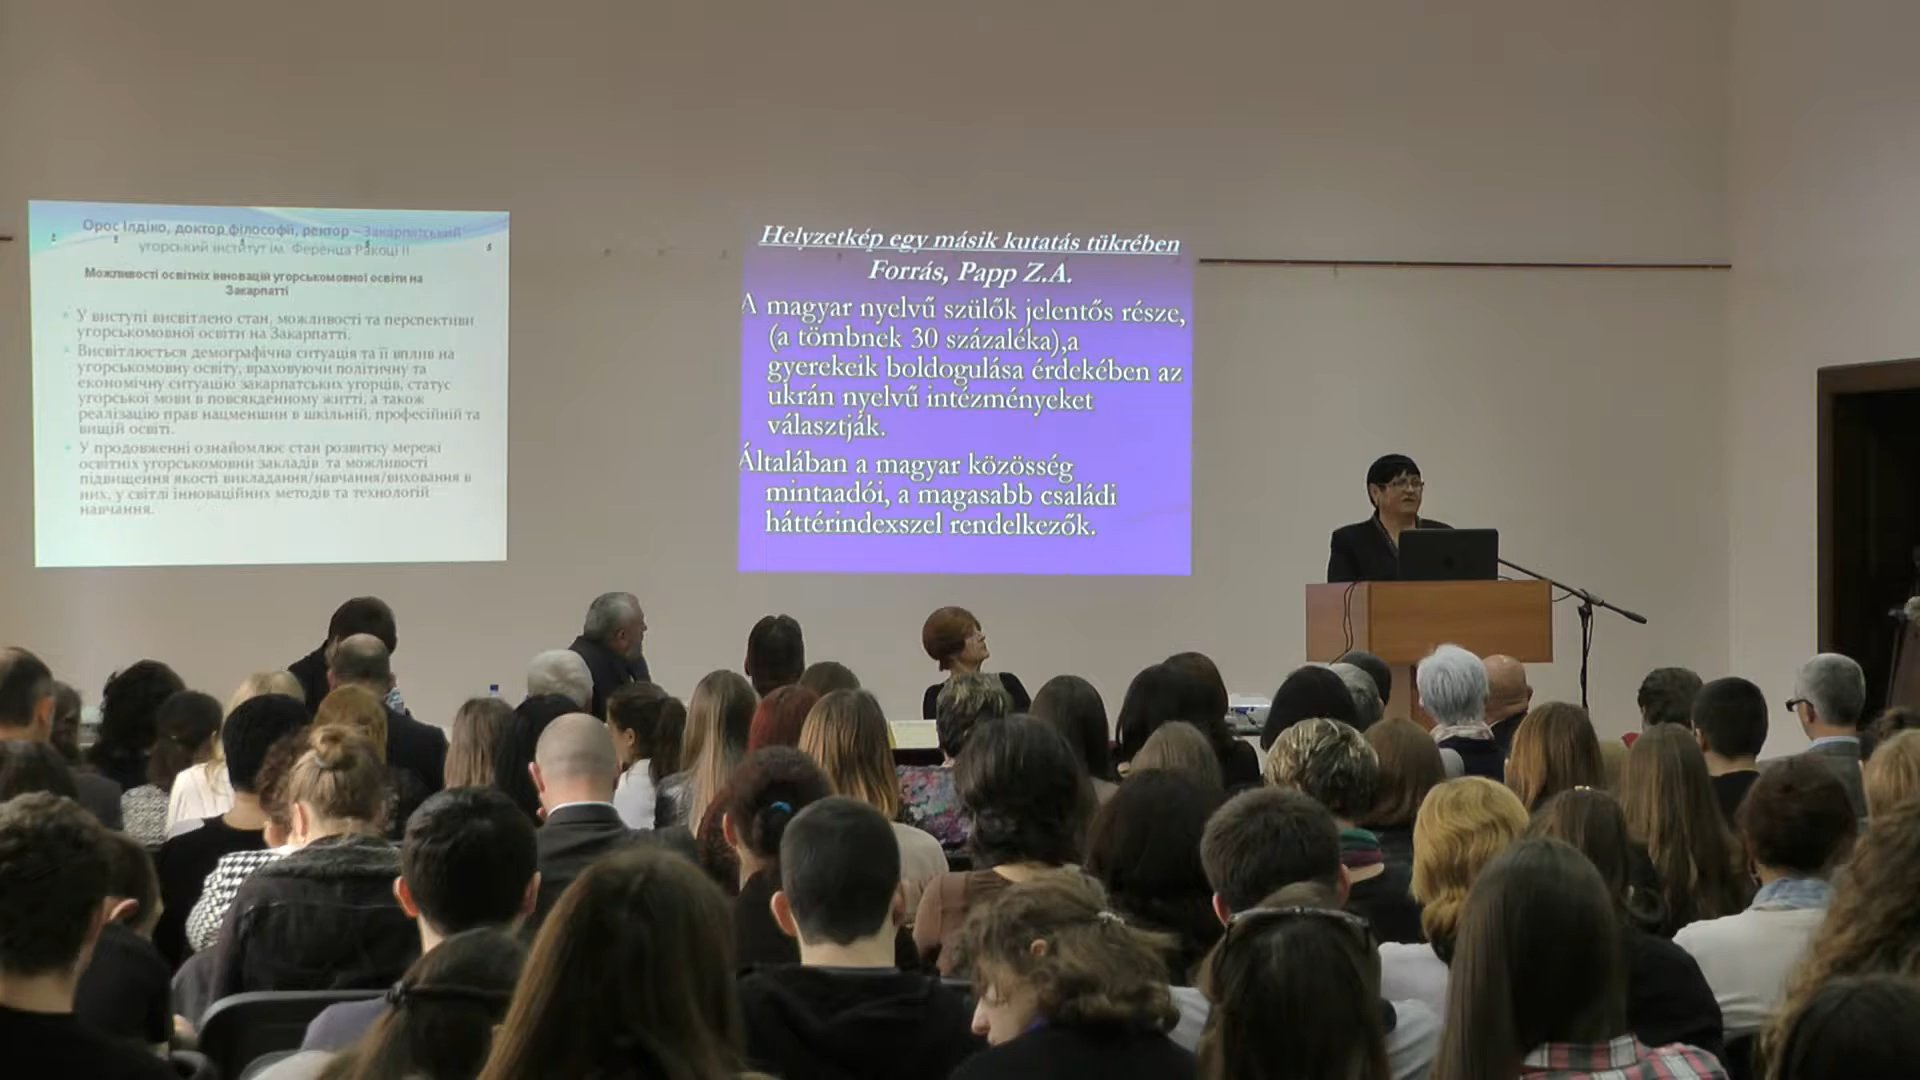 Орос Ілдіко, доктор філософії, ректор – Закарпатський
угорський інститут ім. Ференца Ракоці ІІ
Можливості освітніх інновацій угорськомовної освіти на
Закарпатті
У виступі висвітлено стан, можливості та перспективи
угорськомовної освіти на Закарпатті.
Висвітлюється демографічна ситуація та її вплив на
угорськомовну освіту, враховуючи політичну та
економічну ситуацію закарпатських угорців, статус
угорської мови в повсякденному житті, а також
реалізацію прав нацменшин в шкільній, професійній та
вищій освіті.
У продовженні ознайомлює стан розвитку мережі
освітніх угорськомовни закладів та можливості
підвищення якості викладання/навчання/виховання в
них, у світлі інноваційних методів та технологій
навчання.
Helyzetkép egy másik kutatás tükrében
Forrás, Papp Z.A.
A magyar nyelvű szülők jelentős része,
(a tömbnek 30 százaléka),a
gyerekeik boldogulása érdekében az
ukrán nyelvű intézményeket
választják.
Általában a magyar közösség
mintaadói, a magasabb családi
háttérindexszel rendelkezők.